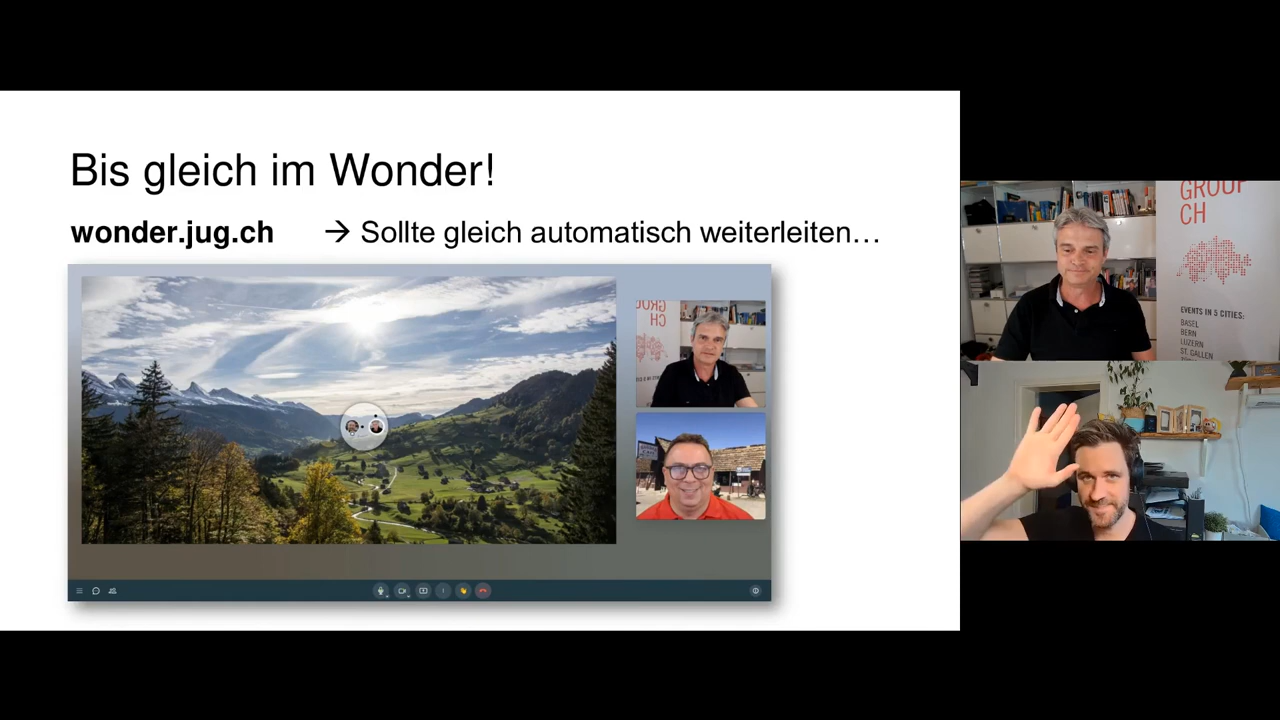 Bis gleich im Wonder!
wonder.jug.ch → Sollte gleich automatisch weiterleiten…
GROUP
CH
EVENTS IN 5 CITIES:
BASEL
BERN
LUZERN
ST. GALLEN